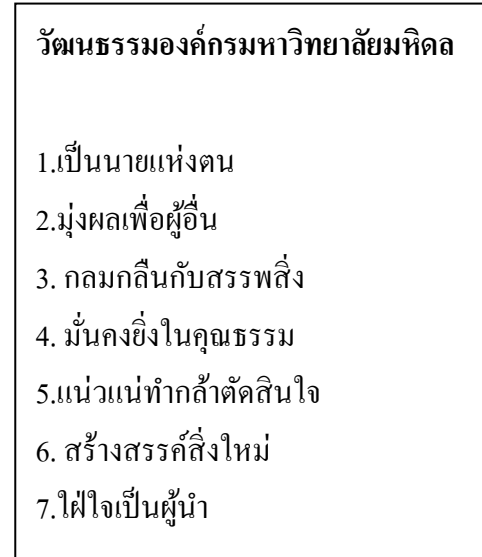 วัฒนธรรมองค์กรมหาวิทยาลัยมหิดล
1.เป็นนายแห่งตน
2.มุ่งผลเพื่อผู้อื่น
3. กลมกลืนกับสรรพสิ่ง
4. มั่นคงยิ่งในคุณธรรม
5.แน่วแน่ทำกล้าตัดสินใจ
6. สร้างสรรค์สิ่งใหม่
7.ใฝ่ใจเป็นผู้นำ